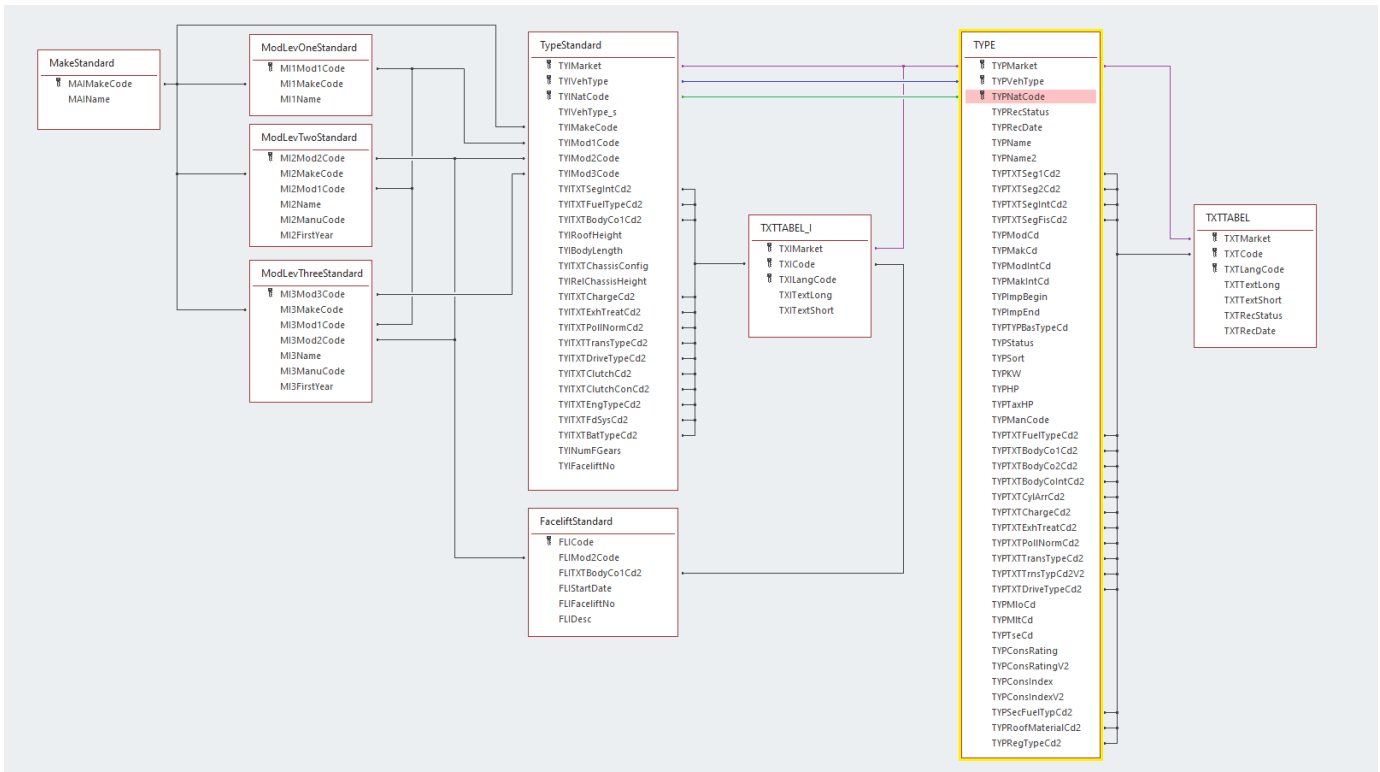 MakeStandard
MAIMakeCode
MAIName
ModLevOneStandard
MI1Mod1Code
MI1MakeCode
MI1Name
ModLevTwoStandard
MI2Mod2Code
MI2MakeCode
MI2Mod1Code
MI2Name
MI2ManuCode
MI2FirstYear
ModLevThreeStandard
MI3Mod3Code
MI3MakeCode
MI3Mod1Code
MI3Mod2Code
MI3Name
MI3ManuCode
MI3FirstYear
TypeStandard
TYIMarket
TYIVehType
TYINatCode
TYIVehType_s
TYIMakeCode
TYIMod1Code
TYIMod2Code
TYIMod3Code
TYITXTSegIntCd2
TYITXTFuelTypeCd2
TYITXTBodyCo1Cd2
TYIRoofHeight
TYIBodyLength
TYITXTChassisConfig
TYIRelChassisHeight
TYITXTChargeCd2
TYITXTExhTreatCd2
TYITXTPollNormCd2
TYITXTTransTypeCd2
TYITXTDriveTypeCd2
TYITXTClutchCd2
TYITXTClutchConCd2
TYITXTEngTypeCd2
TYITXTFdSysCd2
TYITXTBatTypeCd2
TYINumFGears
TYIFaceliftNo
FaceliftStandard
FLICode
FLIMod2Code
FLITXTBodyCo1Cd2
FLIStartDate
FLIFaceliftNo
FLIDesc
TXTTABEL_I
TXIMarket
TXICode
TXILangCode
TXITextLong
TXITextShort
TYPE
TYPMarket
TYPVehType
TYPNatCode
TYPRecStatus
TYPRecDate
TYPName
TYPName2
TYPTXTSeg1Cd2
TYPTXTSeg2Cd2
TYPTXTSegIntCd2
TYPTXTSegFisCd2
TYPModCd
TYPMakCd
TYPModIntCd
TYPMakIntCd
TYPImpBegin
TYPImpEnd
TYPTYPBasTypeCd
TYPStatus
TYPSort
TYPKW
TYPHP
TYPTaxHP
TYPManCode
TYPTXTFuelTypeCd2
TYPTXTBodyCo1Cd2
TYPTXTBodyCo2Cd2
TYPTXTBodyCoIntCd2
TYPTXTCylArrCd2
TYPTXTChargeCd2
TYPTXTExhTreatCd2
TYPTXTPollNormCd2
TYPTXTTransTypeCd2
TYPTXTTrnsTypCd2V2
TYPTXTDriveTypeCd2
TYPMloCd
TYPMltCd
TYPTseCd
TYPConsRating
TYPConsRatingV2
TYPConsIndex
TYPConsIndexV2
TYPSecFuelTypCd2
TYPRoofMaterialCd2
TYPRegTypeCd2
TXTTABEL
TXTMarket
TXTCode
TXTLangCode
TXTTextLong
TXTTextShort
TXTRecStatus
TXTRecDate